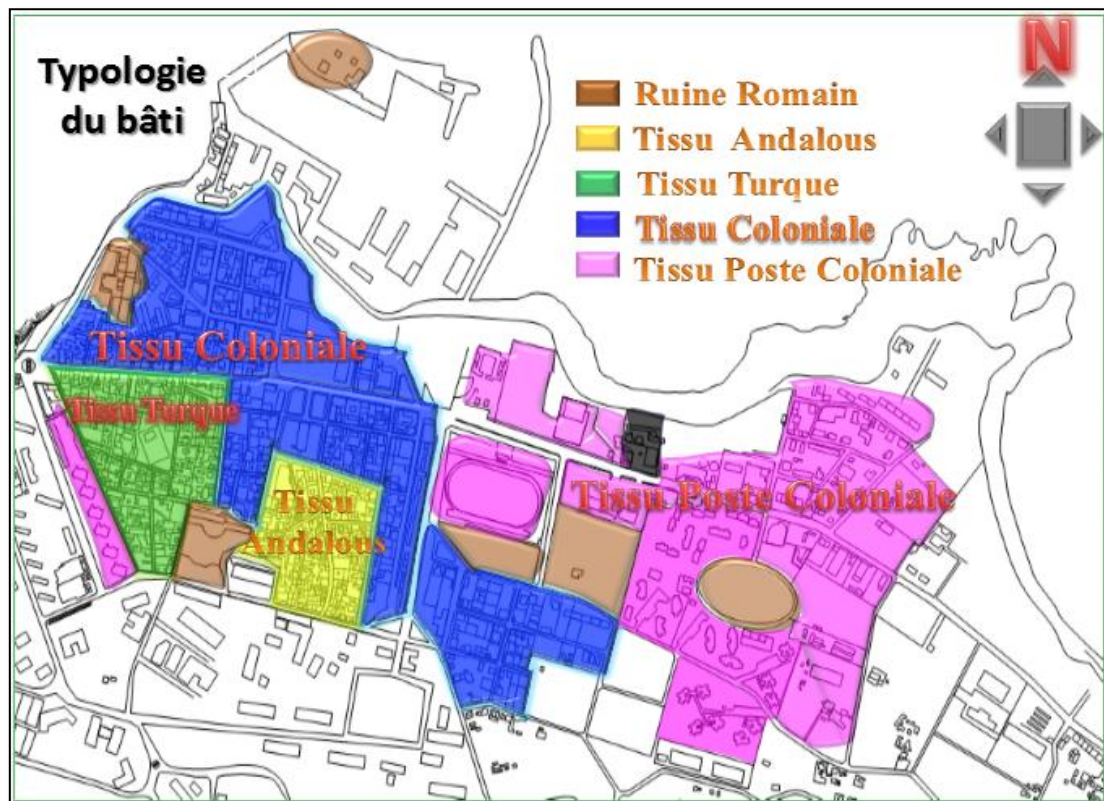 Typologie
du bâti
N
Ruine Romain
Tissu Andalous
Tissu Turque
Tissu Coloniale
Tissu Poste Coloniale
Tissu Coloniale
Tissu Turque
Tissu
Andalous
Tissu Poste Coloniale